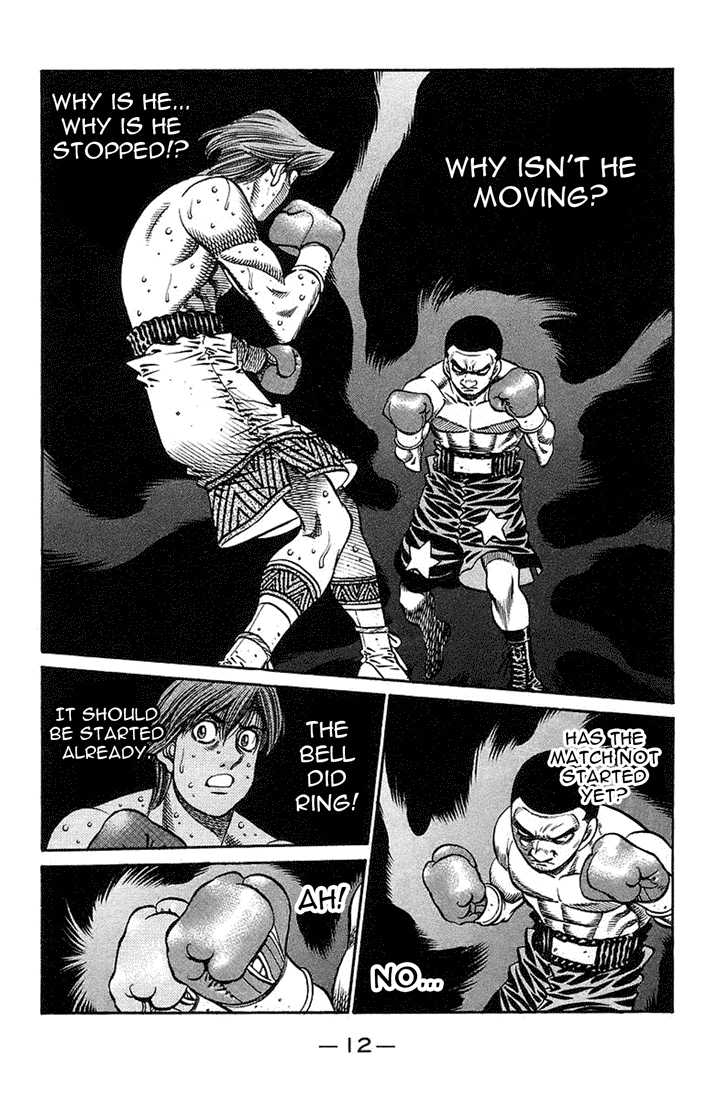 WHY IS HE...
WHY IS HE
STOPPED!?
WHY ISN'T HE
MOVING?
IT SHOULD
BE STARTED
ALREADY.
THE
BELL
DID
RING!
HAS THE
MATCH NOT
STARTED
YET?
AH!
NO...
—12—